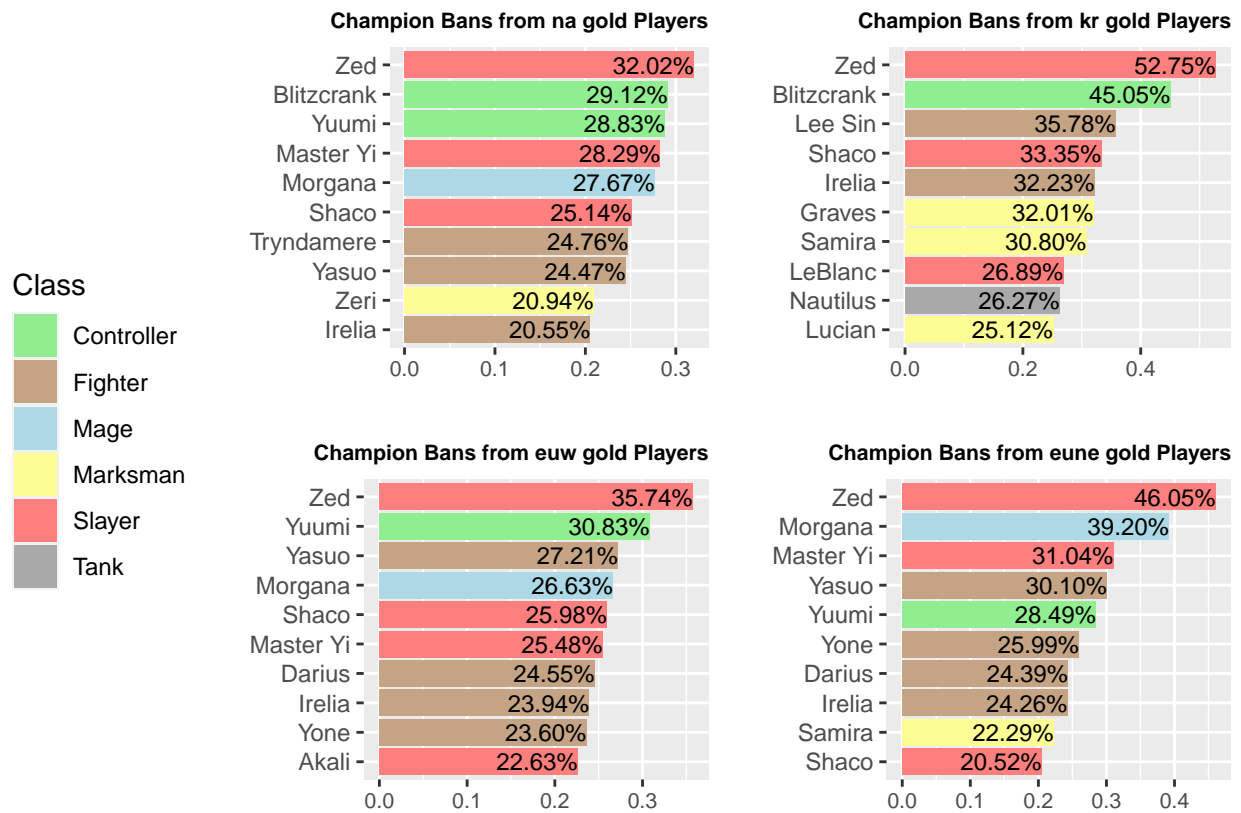 Champion Bans from na gold Players
Zed 32.02%
Blitzcrank 29.12%
Yuumi 28.83%
Master Yi 28.29%
Morgana 27.67%
Shaco 25.14%
Tryndamere 24.76%
Yasuo 24.47%
Zeri 20.94%
Irelia 20.55%
0.0 0.1 0.2 0.3
Champion Bans from kr gold Players
Zed 52.75%
Blitzcrank 45.05%
Lee Sin 35.78%
Shaco 33.35%
Irelia 32.23%
Graves 32.01%
Samira 30.80%
LeBlanc 26.89%
Nautilus 26.27%
Lucian 25.12%
0.0 0.2 0.4
Class
Controller
Fighter
Mage
Marksman
Slayer
Tank
Champion Bans from euw gold Players
Zed 35.74%
Yuumi 30.83%
Yasuo 27.21%
Morgana 26.63%
Shaco 25.98%
Master Yi 25.48%
Darius 24.55%
Irelia 23.94%
Yone 23.60%
Akali 22.63%
0.0 0.1 0.2 0.3
Champion Bans from eune gold Players
Zed 46.05%
Morgana 39.20%
Master Yi 31.04%
Yasuo 30.10%
Yuumi 28.49%
Yone 25.99%
Darius 24.39%
Irelia 24.26%
Samira 22.29%
Shaco 20.52%
0.0 0.1 0.2 0.3 0.4